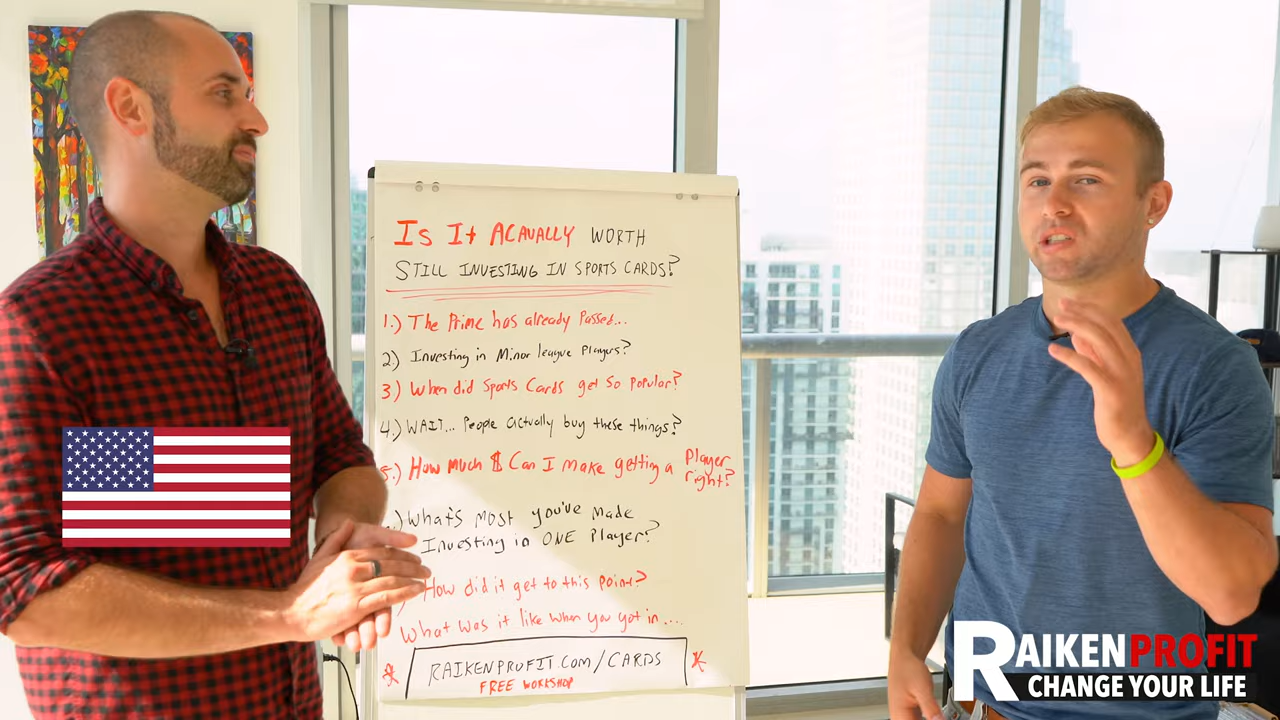 Is It ACAUALLY WORTH
STILL INVESTING IN SPORTS CARDS?
1.) The Prime has already Passed...
2) Investing in Minor league Players?
3) When did Sports Cards get So Popular?
4.) WAIT... People actually buy these things?
5.) How much $ Can I make getting a Player right?
.) What's most you've made
Investing in ONE Player?
) How did it get to this point?
What was it like when you got in....
* RAIKENPROFIT.COM/CARDS *
FREE WORKSHOP
RAIKENPROFIT
CHANGE YOUR LIFE